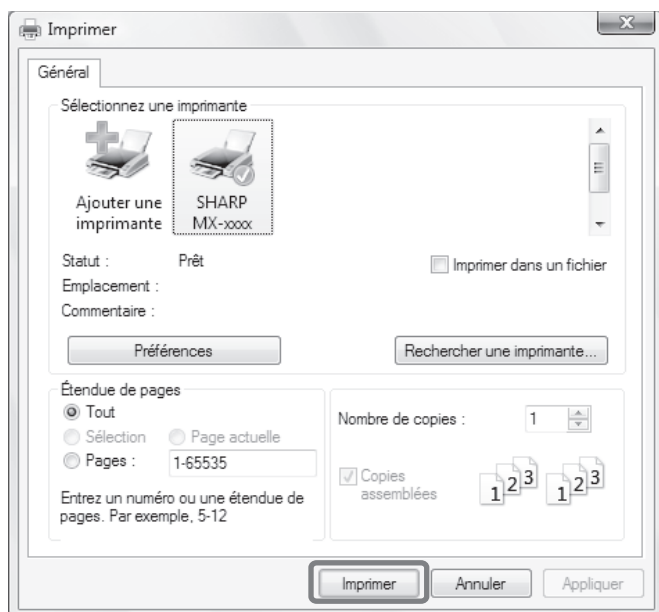 Imprimer
Général
Sélectionnez une imprimante
Ajouter une
imprimante
SHARP
MX-xxxx
Statut : Prêt
Imprimer dans un fichier
Emplacement :
Commentaire :
Préférences
Rechercher une imprimante...
Étendue de pages
Tout
Sélection Page actuelle
Pages : 1-65535
Entrez un numéro ou une étendue de
pages. Par exemple, 5-12
Nombre de copies : 1
Copies
assemblées
1 2 3 1 2 3
Imprimer Annuler Appliquer